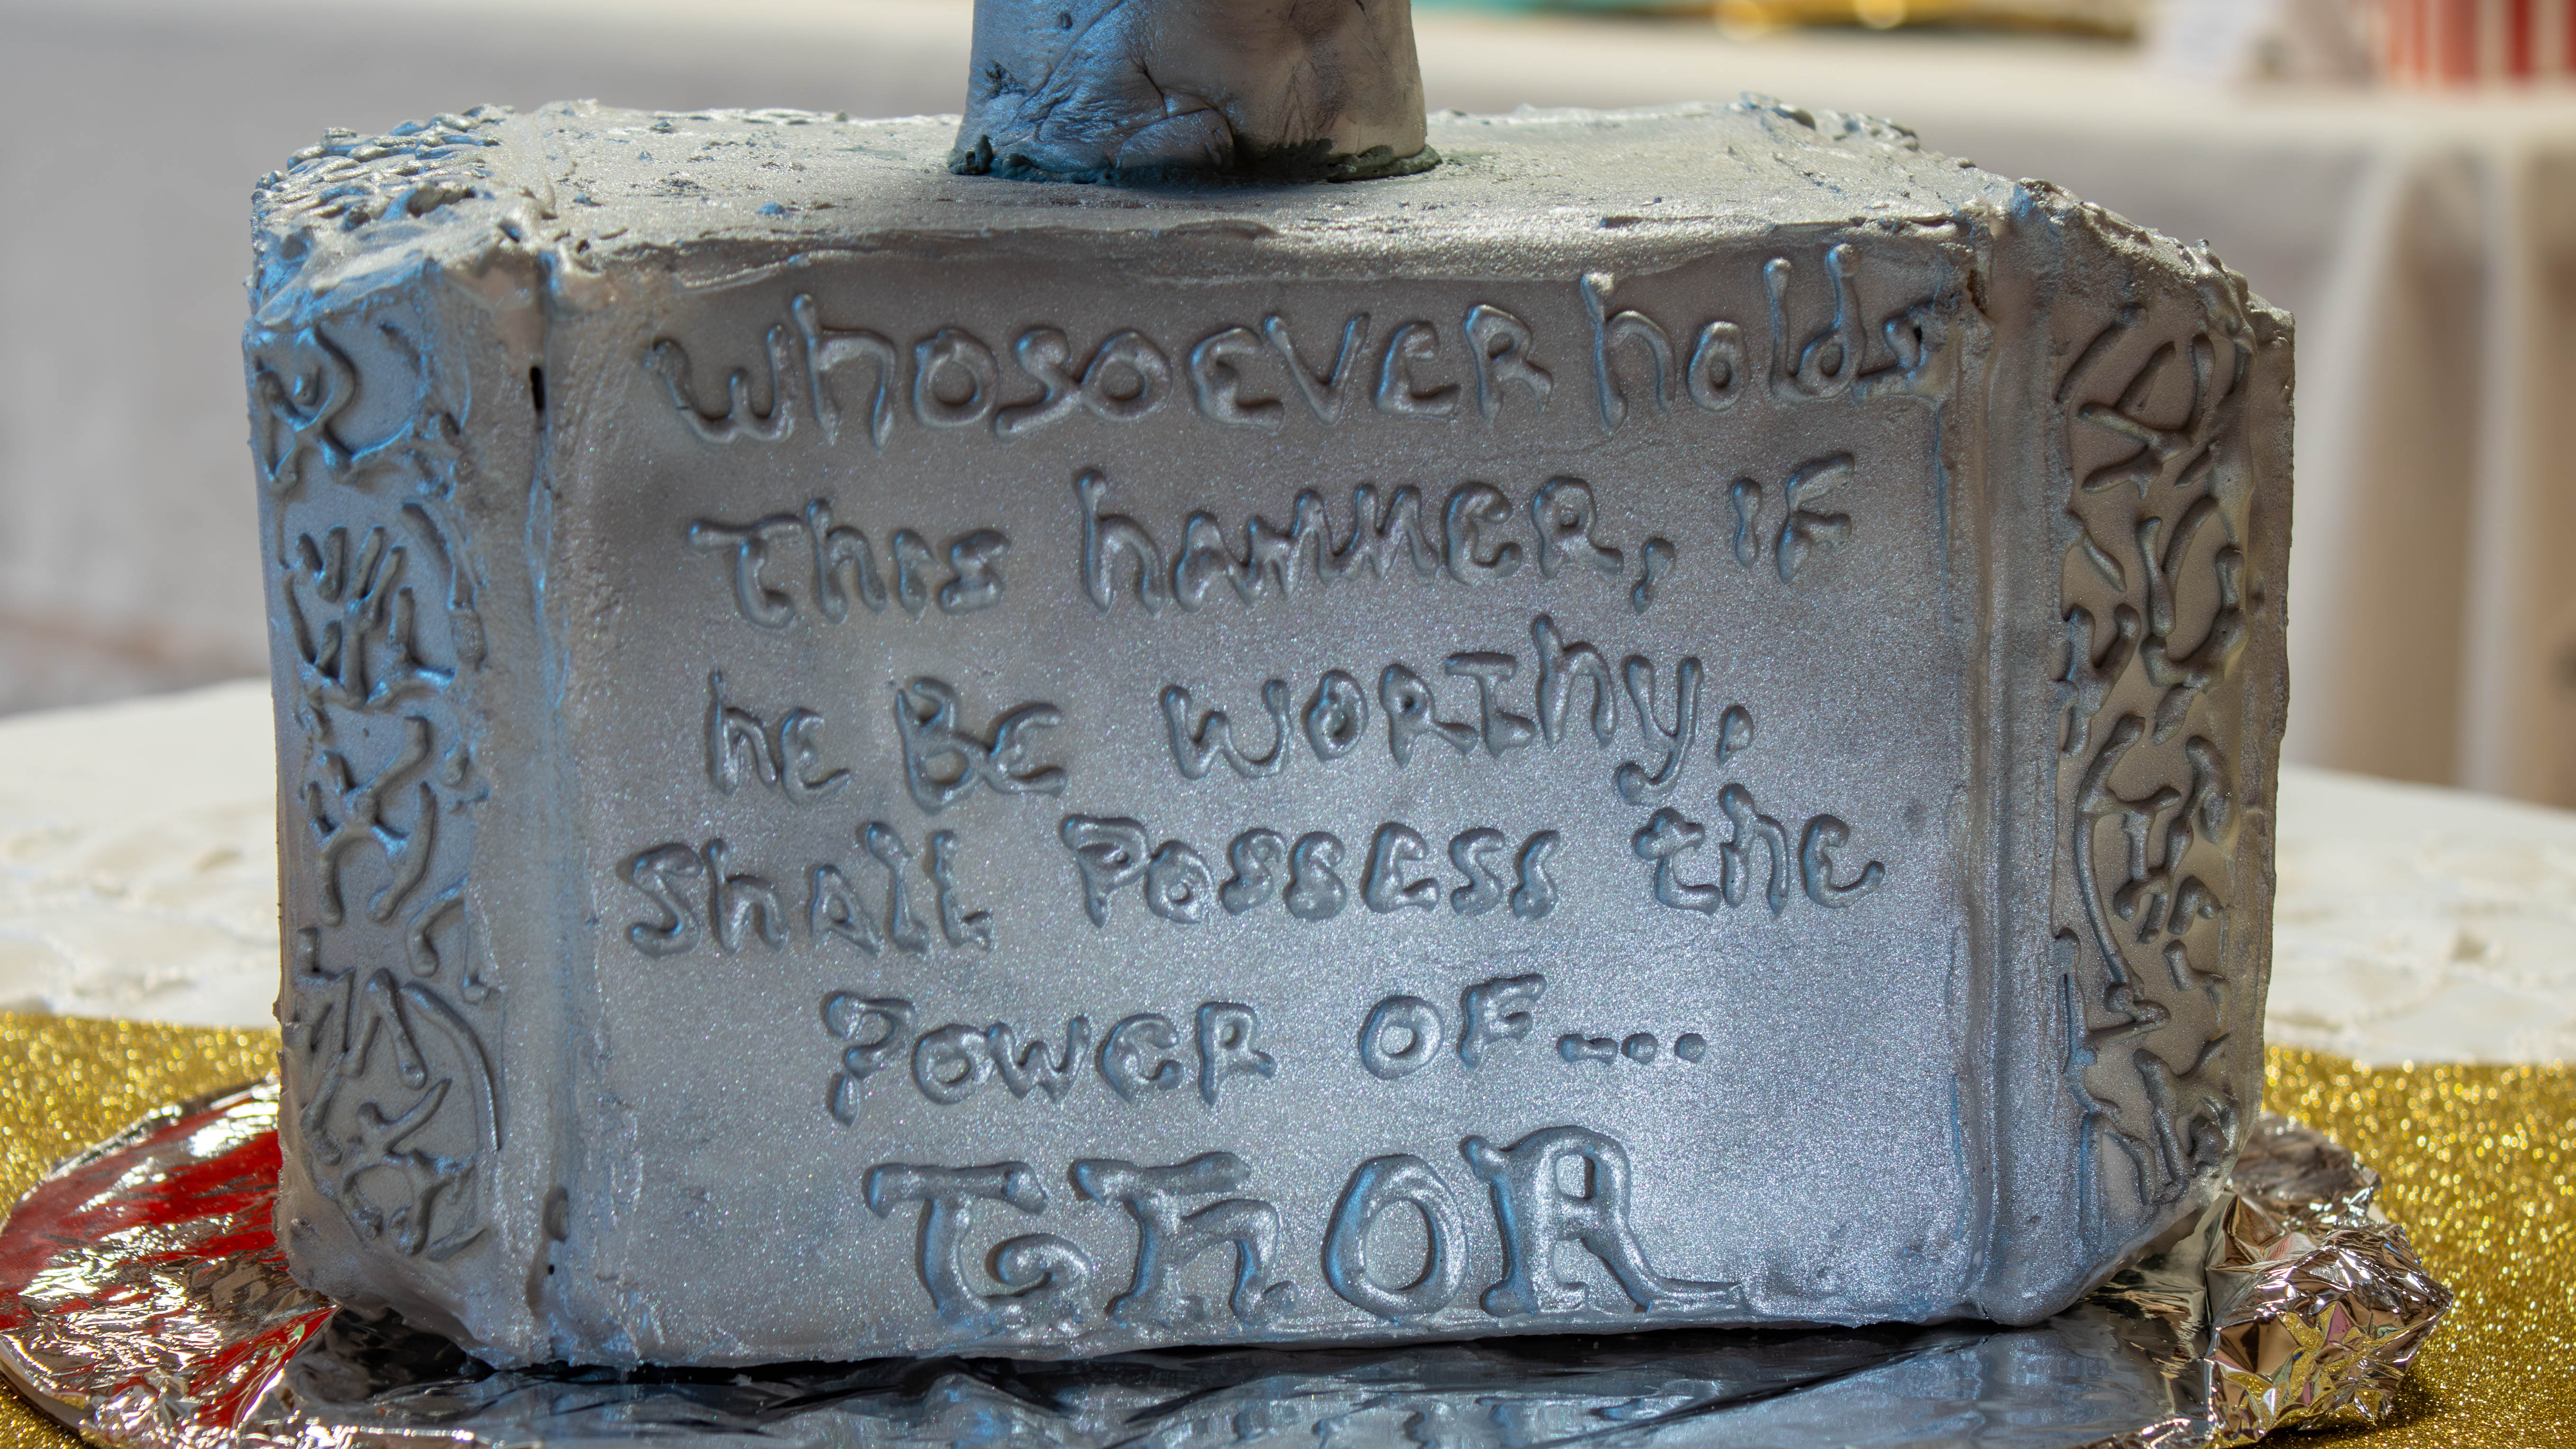 whosoever holds
This hammer, if
he Be worthy,
Shall Possess the
Power of...
THOR